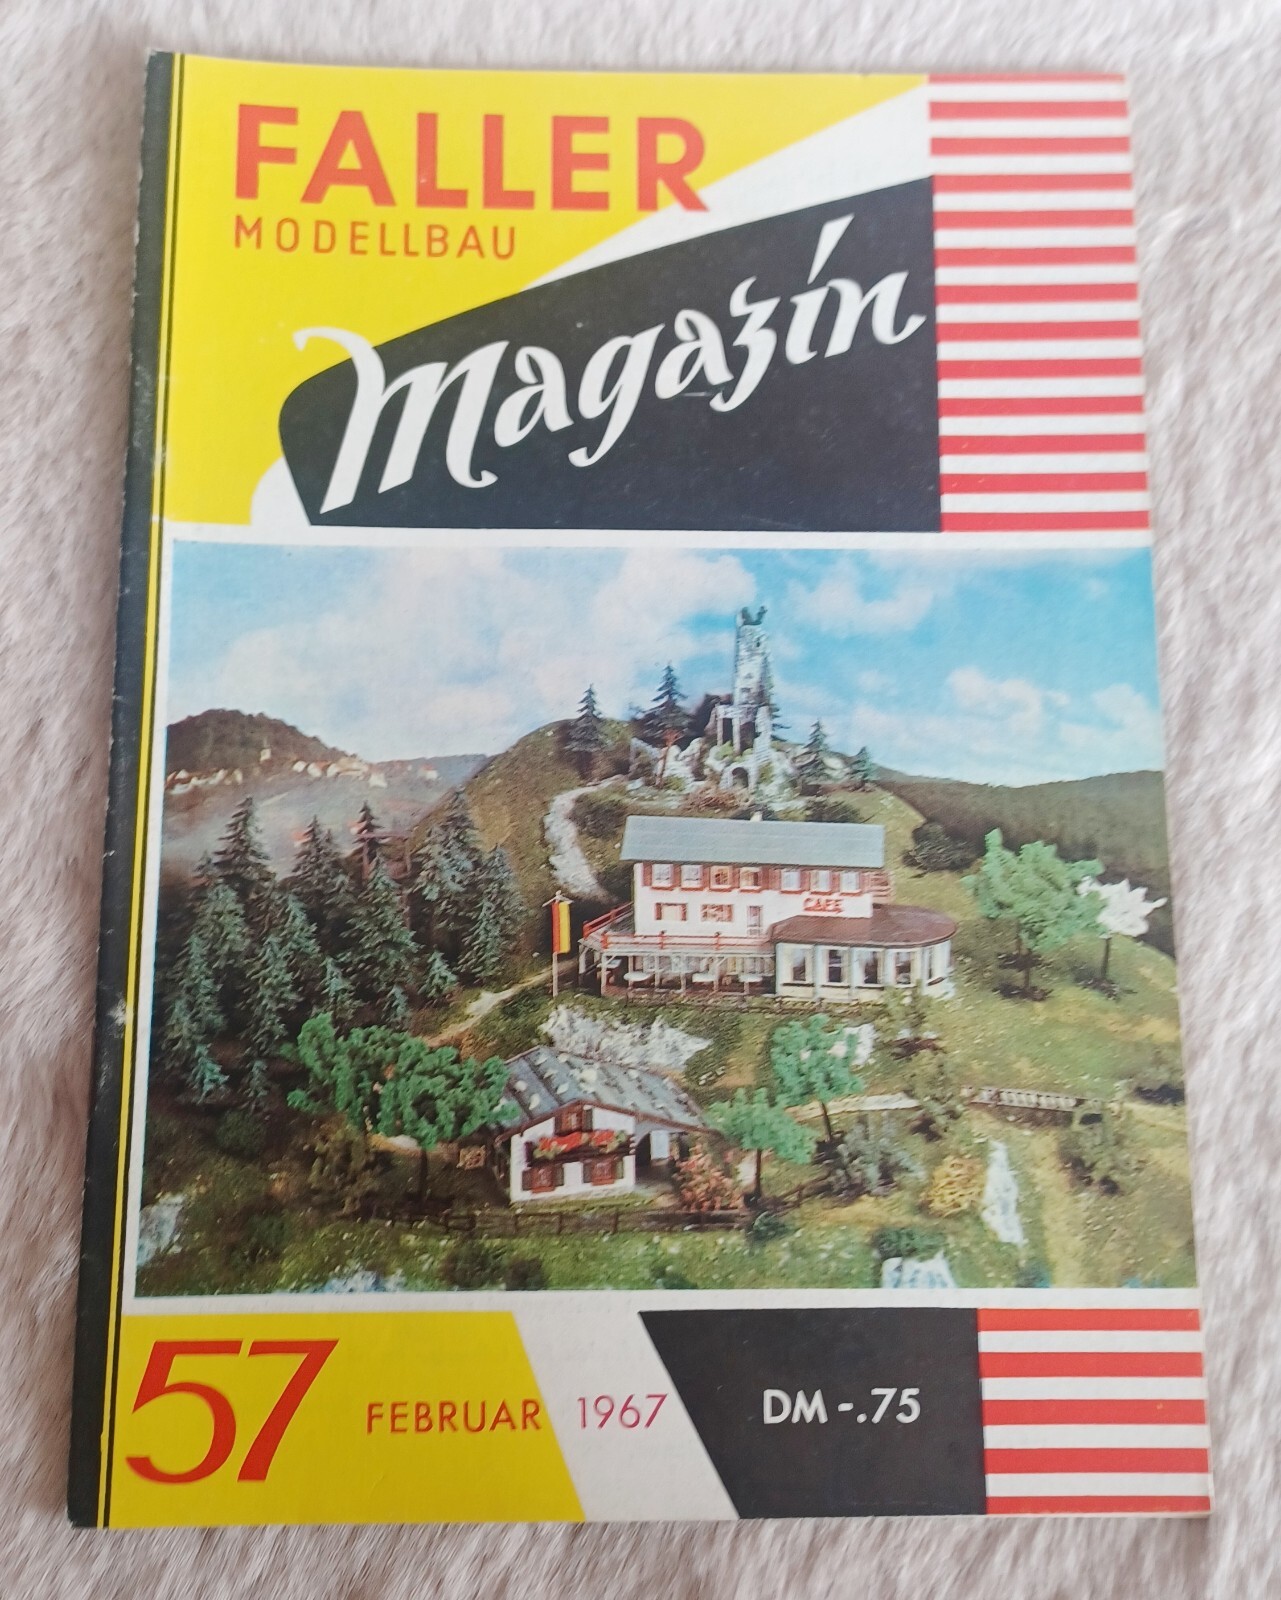 FALLER
MODELLBAU
Magazin
CAFE
57 FEBRUAR 1967 DM -.75